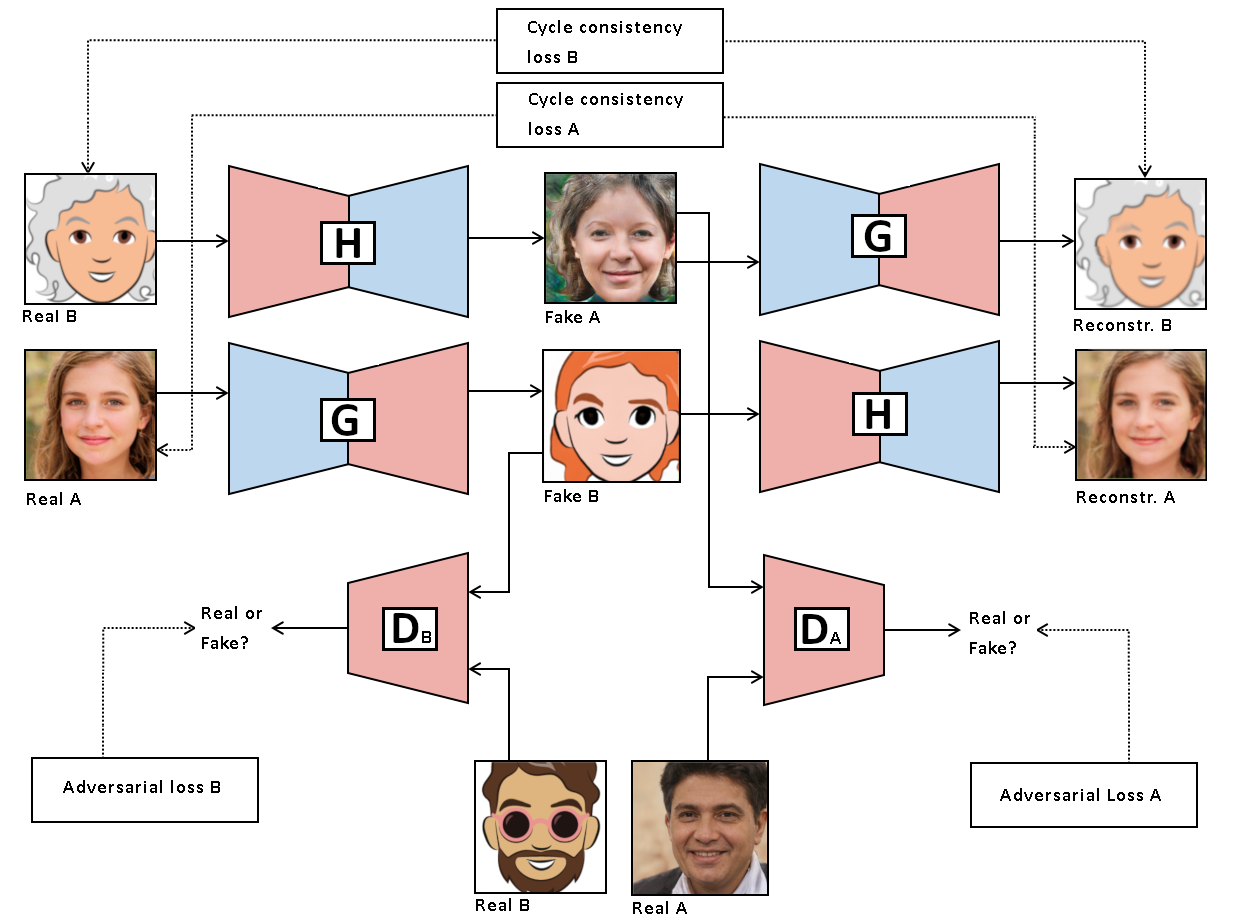 Cycle consistency
loss B
Cycle consistency
loss A
H
G
Real B
Fake A
Reconstr. B
G
H
Real A
Fake B
Reconstr. A
Real or
Fake?
DB
DA
Real or
Fake?
Adversarial loss B
Adversarial Loss A
Real B
Real A